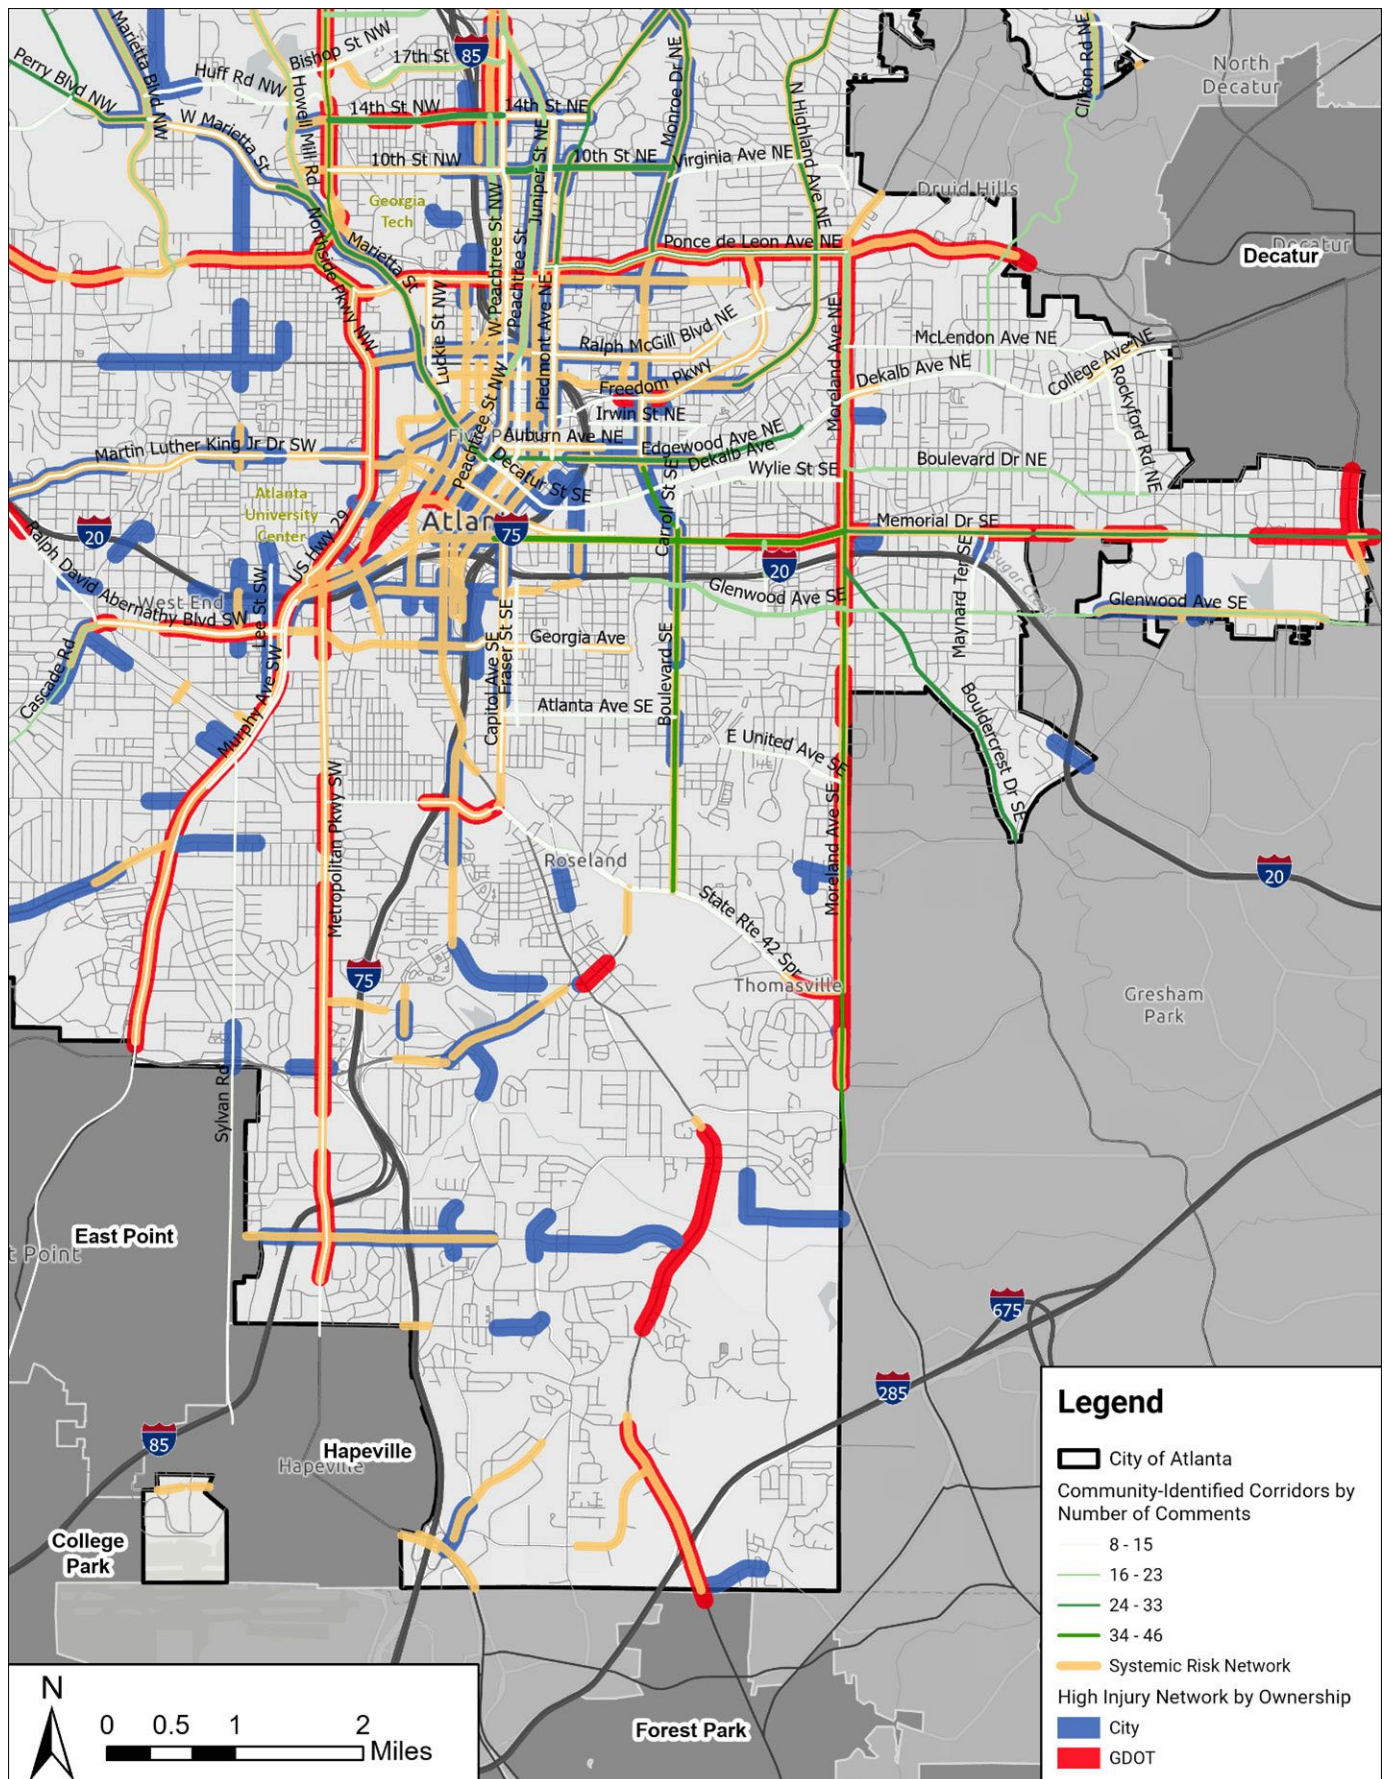 Marietta Blvd NW
Perry Blvd NW
Huff Rd NW
Bishop St NW
17th St
85
Clifton Rd NE
North
Decatur
Howell Mill Rd
14th St NW
14th St NE
Monroe Dr NE
N Highland Ave NE
W Marietta St
10th St NW
10th St NE
Virginia Ave NE
Juniper St NE
Druid Hills
Georgia
Tech
Northside Pkwy NW
Marietta St
W Peachtree St NW
Peachtree St
Ponce de Leon Ave NE
Decatur
Decatur
Luckie St NW
Piedmont Ave NE
Ralph McGill Blvd NE
Moreland Ave NE
McLendon Ave NE
College Ave NE
Dekalb Ave NE
Freedom Pkwy
Rockyford Rd NE
Peachtree St NW
Irwin St NE
Auburn Ave NE
Edgewood Ave NE
Dekalb Ave
Martin Luther King Jr Dr SW
Decatur St SE
Wylie St SE
Boulevard Dr NE
Carroll St SE
Atlanta
University
Center
US Hwy 29
20
75
Memorial Dr SE
20
Maynard Ter SE
Ralph David Abernathy Blvd SW
West End
Lee St SW
Glenwood Ave SE
Glenwood Ave SE
Cascade Rd
Murphy Ave SW
Capitol Ave SE
Fraser St SE
Georgia Ave
Boulevard SE
Atlanta Ave SE
E United Ave SE
Bouldercrest Dr SE
Metropolitan Pkwy SW
Moreland Ave SE
Roseland
20
State Rte 42 Spr
75
Thomasville
Gresham
Park
Sylvan Rd
East Point
t Point
675
285
85
Hapeville
Hapeville
College
Park
Forest Park
N
0 0.5 1 2
Miles
Legend
City of Atlanta
Community-Identified Corridors by
Number of Comments
8 - 15
16 - 23
24 - 33
34 - 46
Systemic Risk Network
High Injury Network by Ownership
City
GDOT